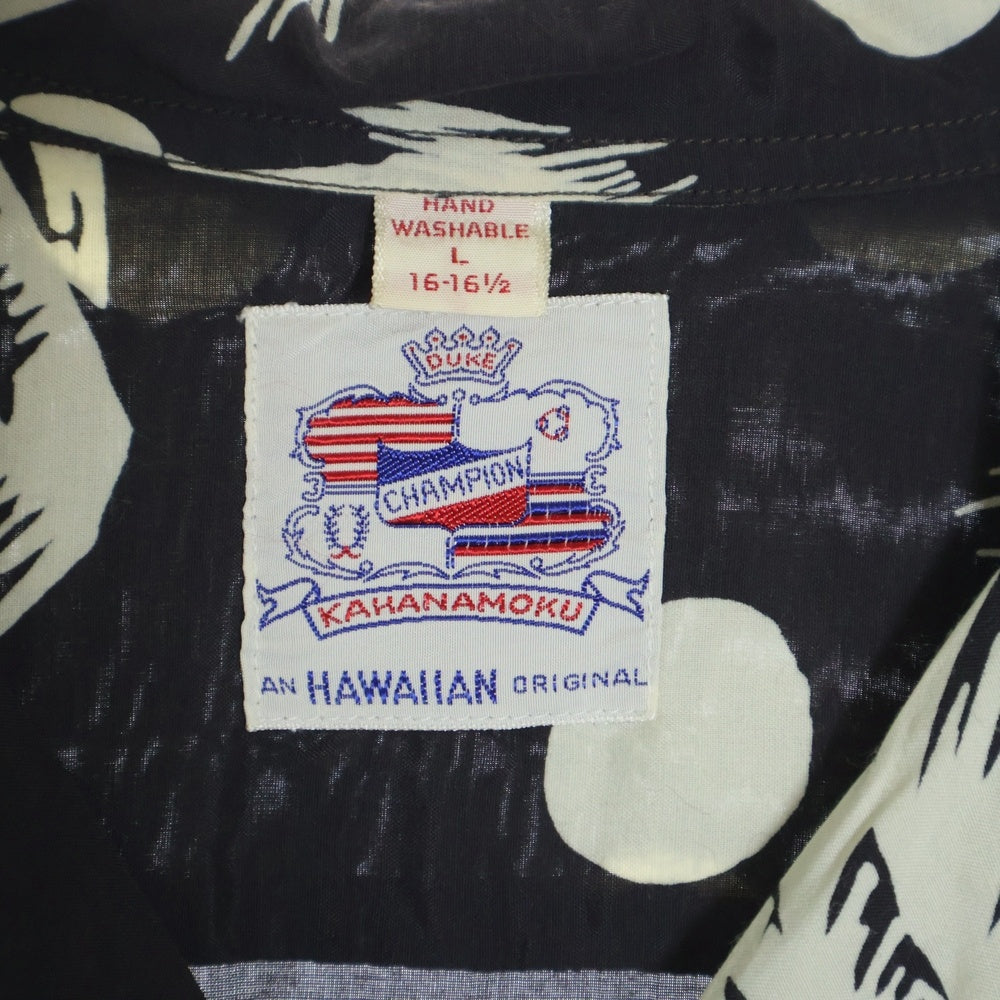 HAND
WASHABLE
L
16-16½
DUKE
CHAMPION
KAHANAMOKU
AN HAWAIIAN ORIGINAL